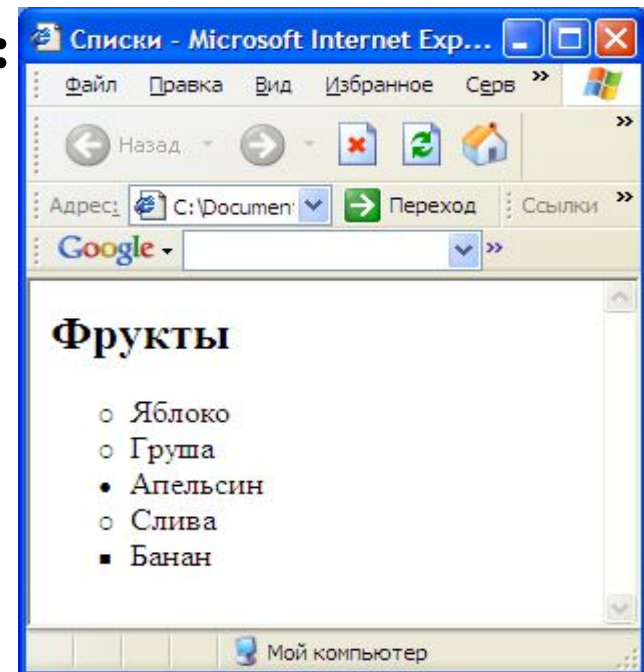 :
Списки - Microsoft Internet Exp...
Файл Правка Вид Избранное Серв »
Назад »
Адрес: C:\Documen Переход Ссылки »
Google »
Фрукты
○ Яблоко
○ Груша
• Апельсин
○ Слива
▪ Банан
Мой компьютер